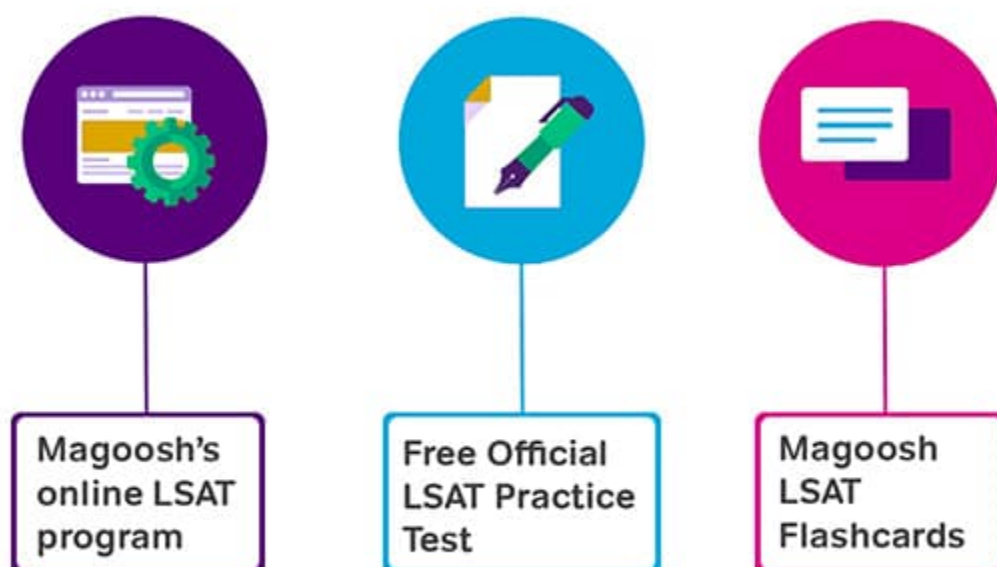 Magoosh's
online LSAT
program
Free Official
LSAT Practice
Test
Magoosh
LSAT
Flashcards